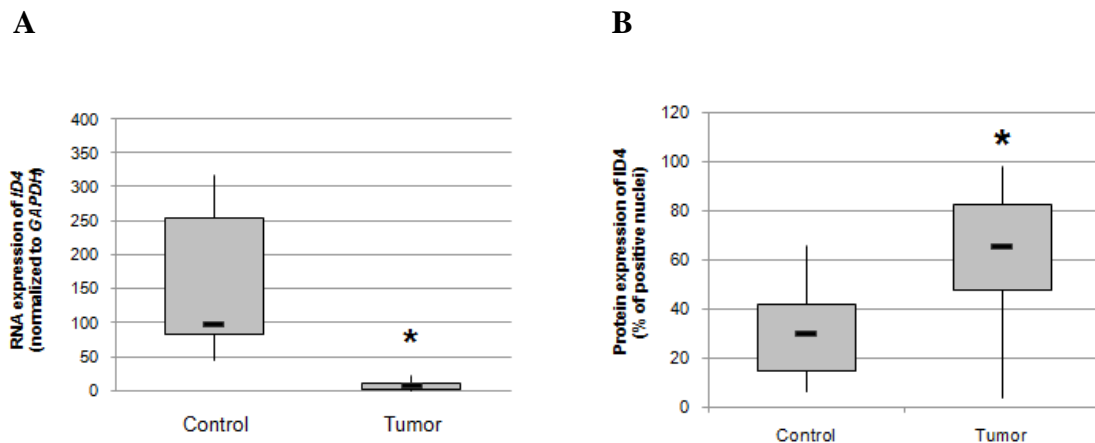 A
RNA expression of ID4
(normalized to GAPDH)
400
350
300
250
200
150
100
50
0
*
Control
Tumor
B
Protein expression of ID4
(% of positive nuclei)
120
100
80
60
40
20
0
*
Control
Tumor